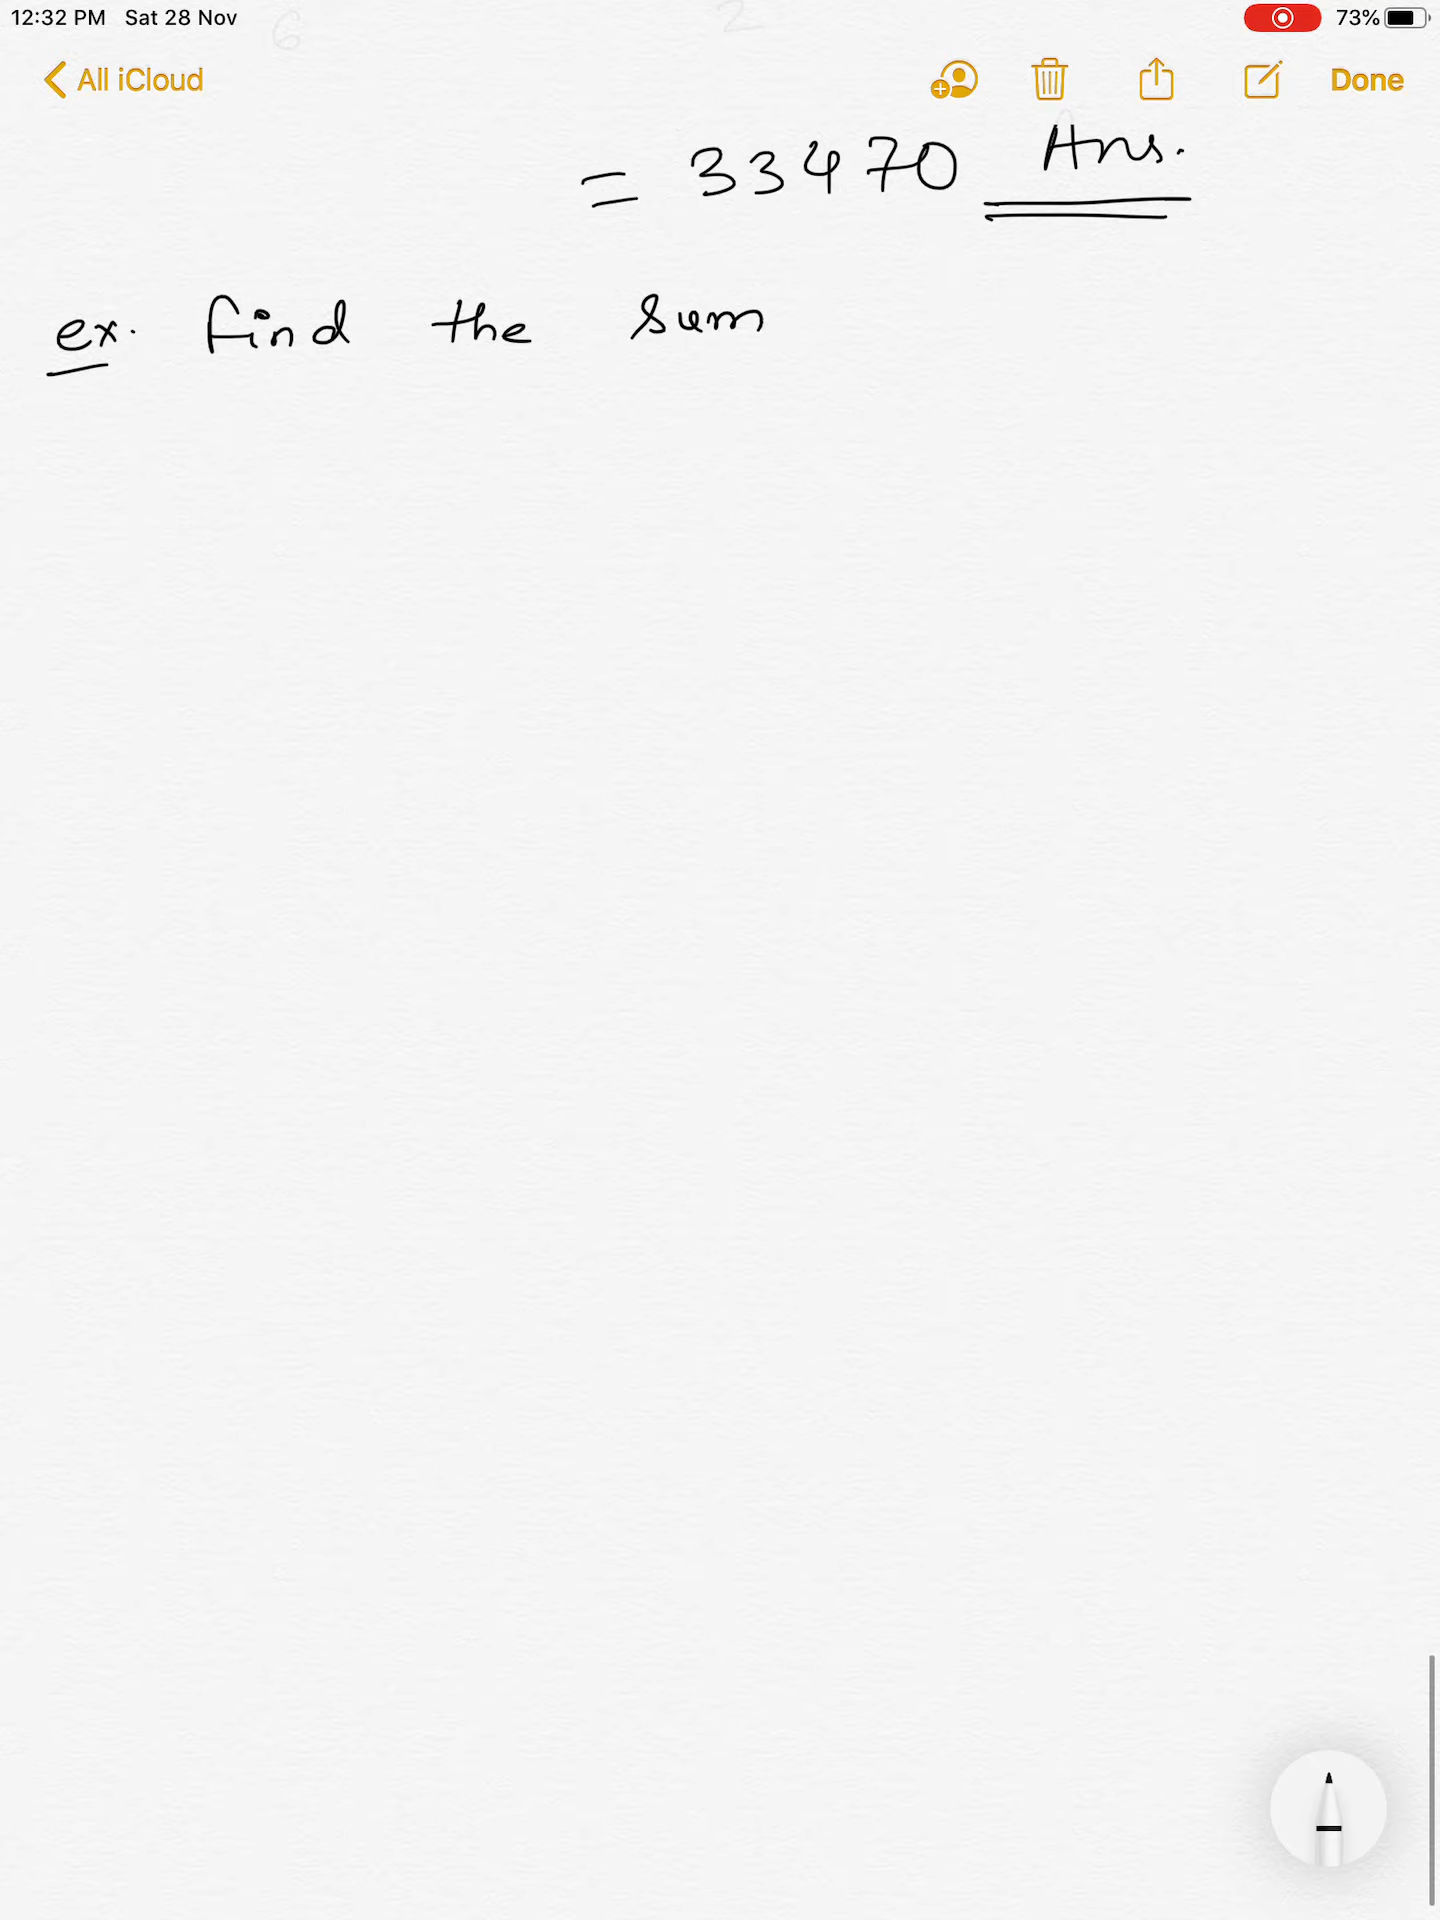 12:32 PM Sat 28 Nov
73%
All iCloud
Done
= 33470 Ans.
ex. find the sum